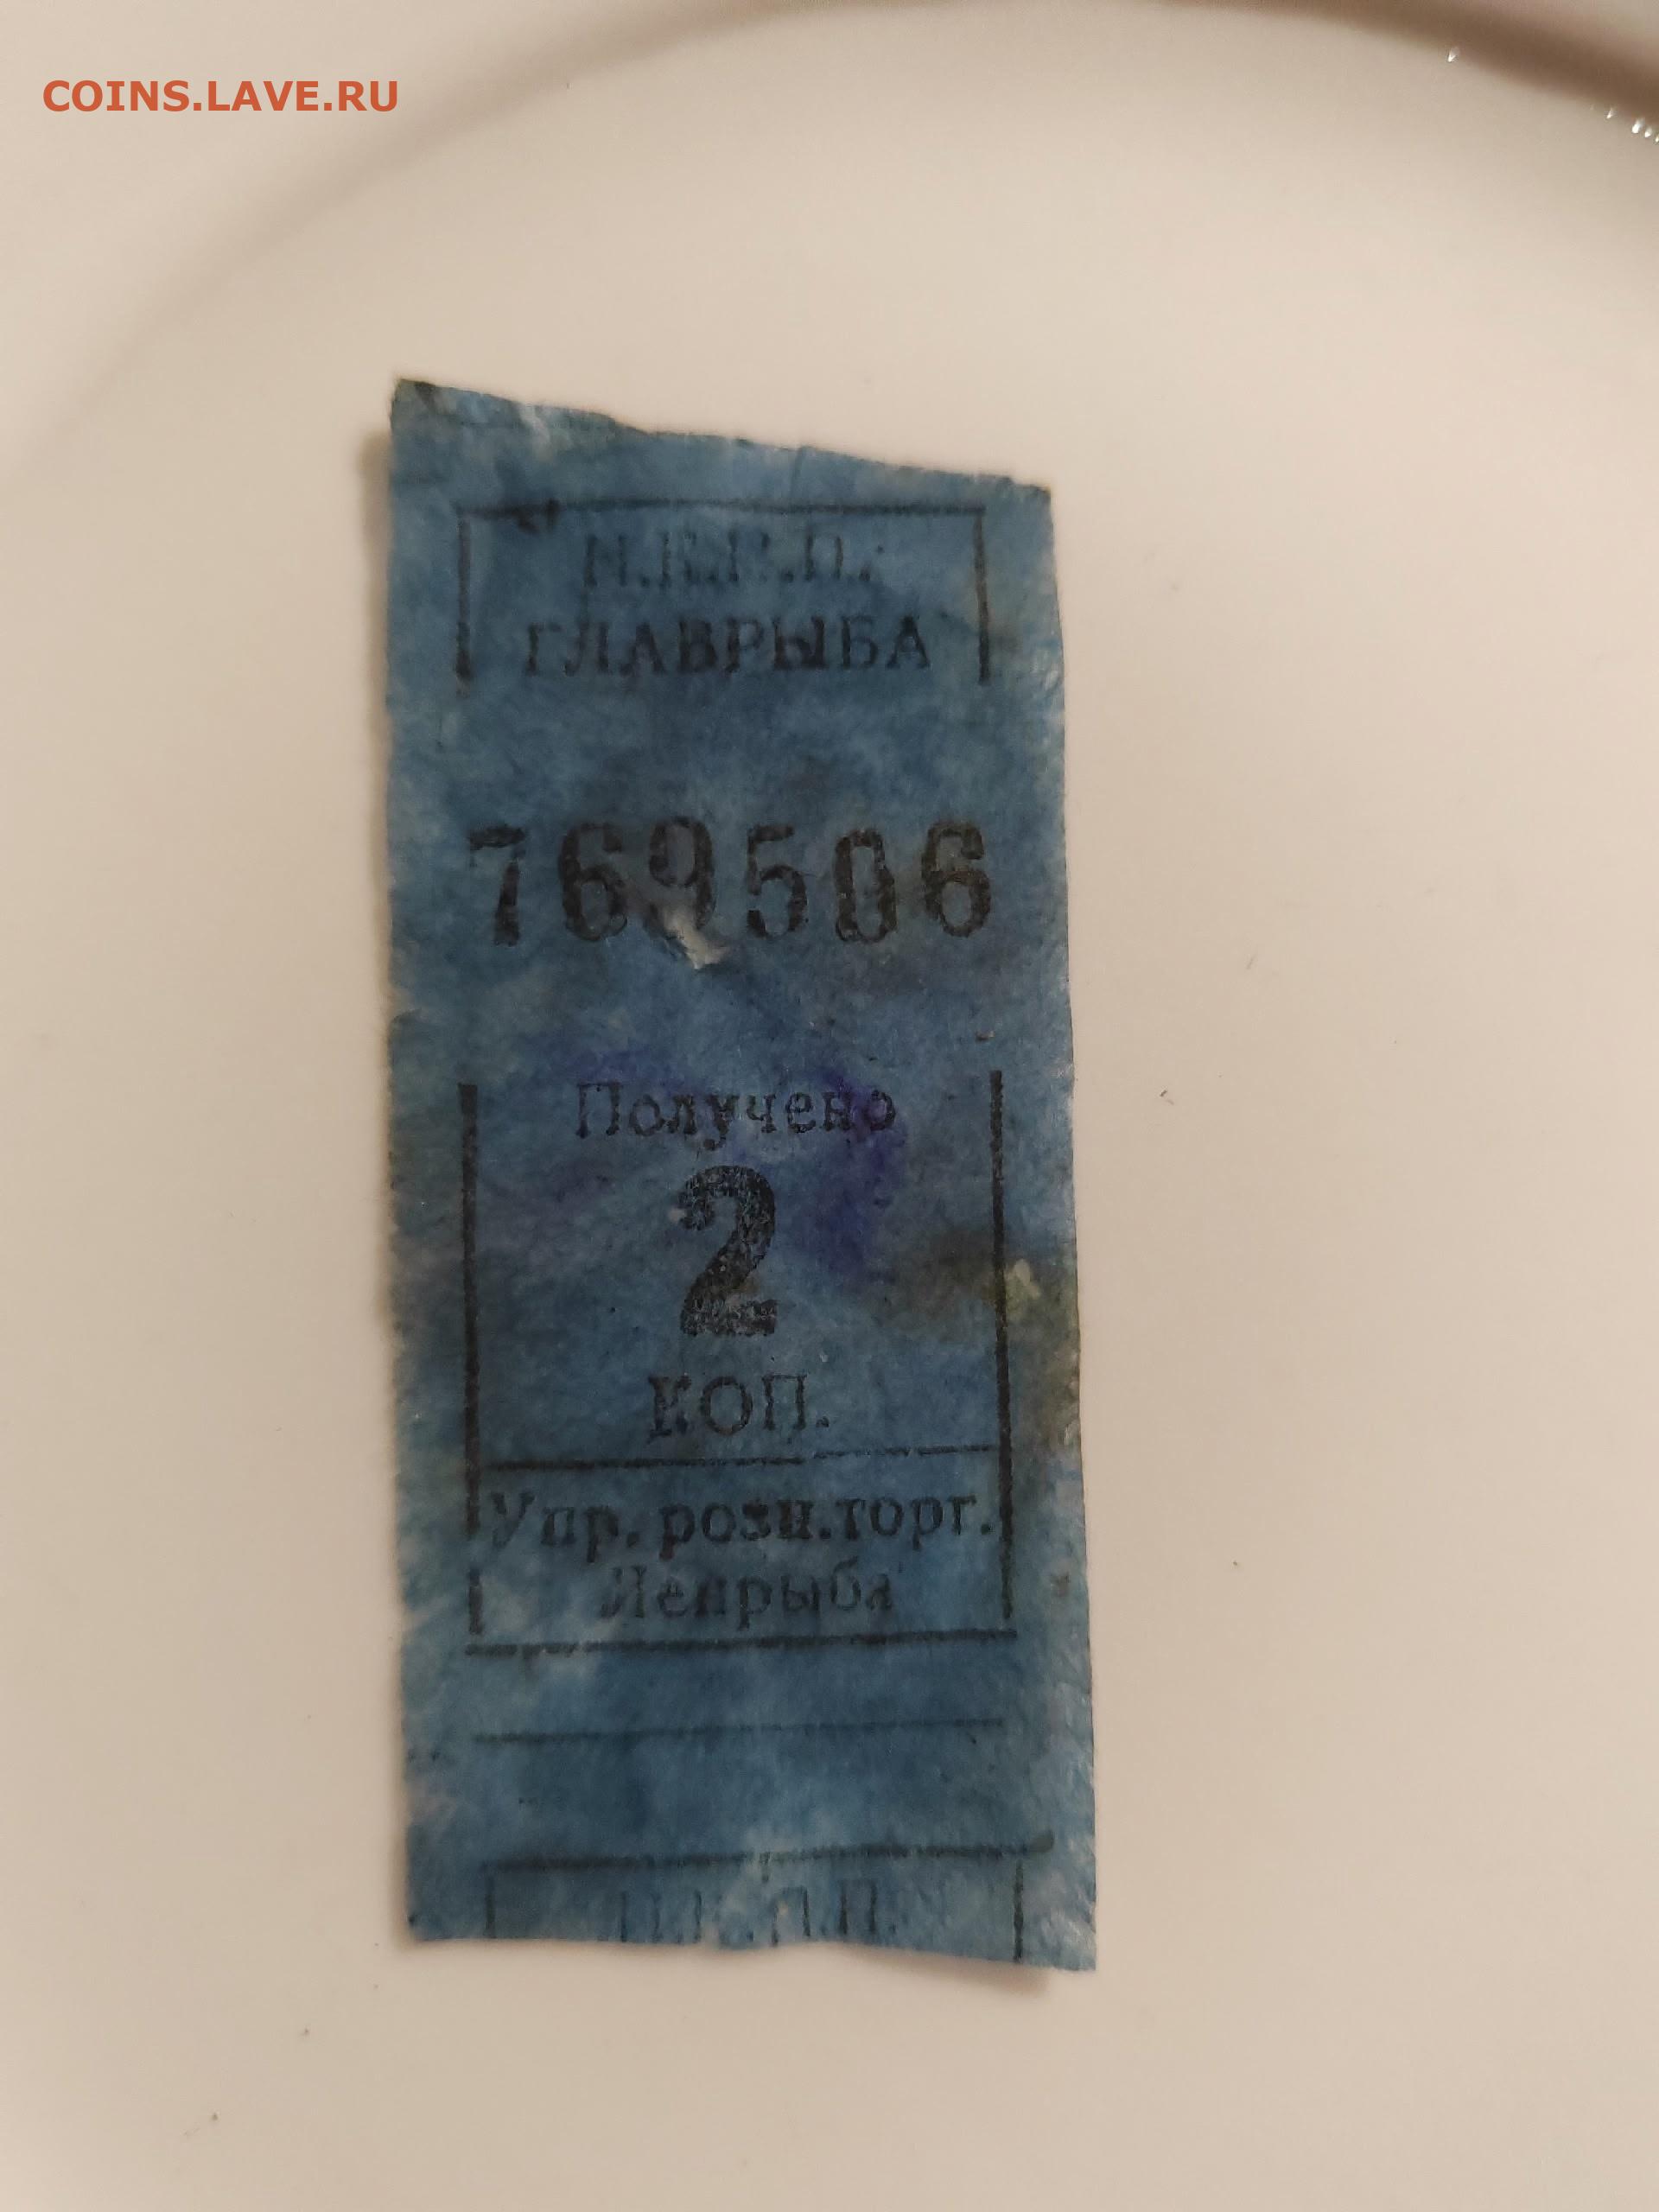 COINS.LAVE.RU
ГЛАВРЫБА
769506
Получено
2
КОП.
Упр. розн. торг.
Ленрыба